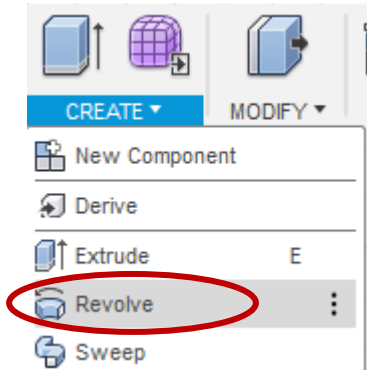 CREATE ▼ MODIFY ▼
New Component
Derive
Extrude E
Revolve
Sweep